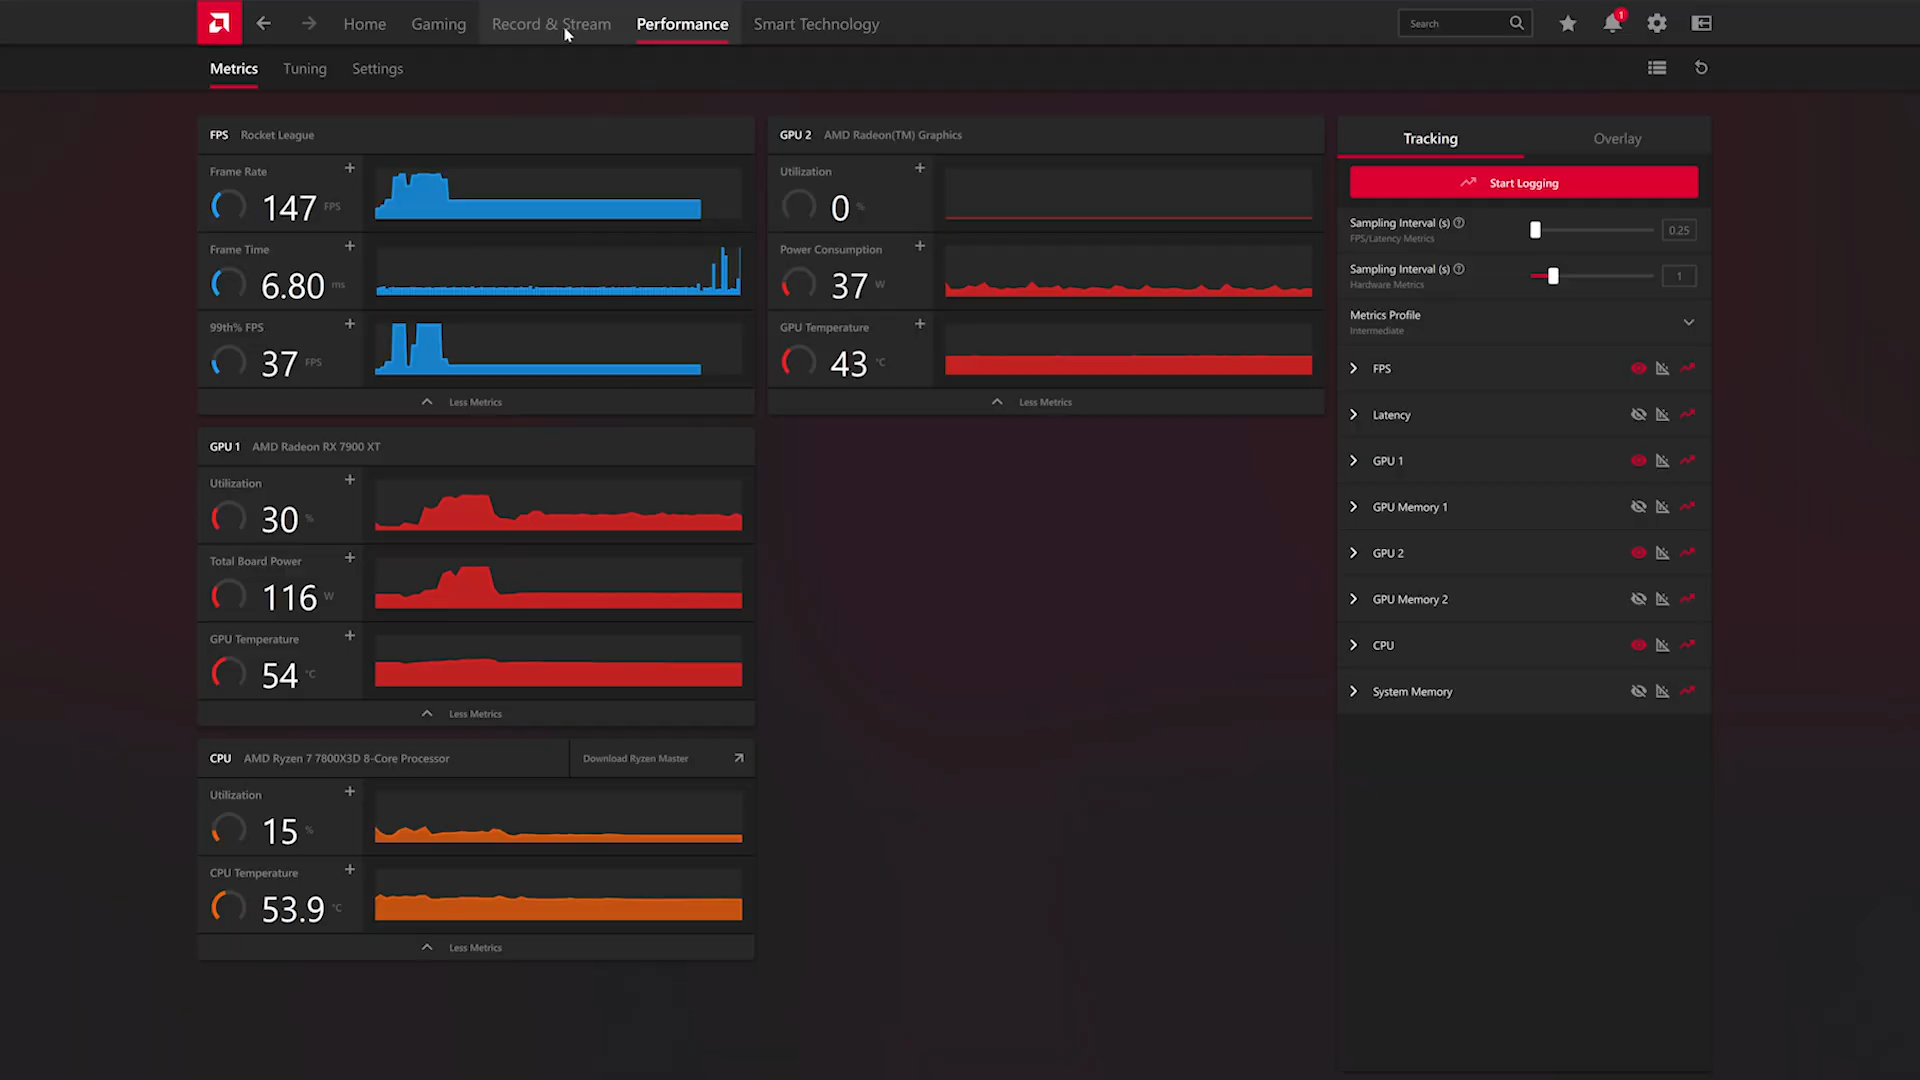 Home Gaming Record & Stream Performance Smart Technology Search 1
Metrics Tuning Settings
FPS Rocket League
Frame Rate
147 FPS
Frame Time
6.80 ms
99th% FPS
37 FPS
Less Metrics
GPU 1 AMD Radeon RX 7900 XT
Utilization
30 %
Total Board Power
116 W
GPU Temperature
54 °C
Less Metrics
CPU AMD Ryzen 7 7800X3D 8-Core Processor Download Ryzen Master
Utilization
15 %
CPU Temperature
53.9 °C
Less Metrics
GPU 2 AMD Radeon(TM) Graphics
Utilization
0 %
Power Consumption
37 W
GPU Temperature
43 °C
Less Metrics
Tracking Overlay
Start Logging
Sampling Interval (s)
FPS/Latency Metrics
0.25
Sampling Interval (s)
Hardware Metrics
1
Metrics Profile
Intermediate
FPS
Latency
GPU 1
GPU Memory 1
GPU 2
GPU Memory 2
CPU
System Memory